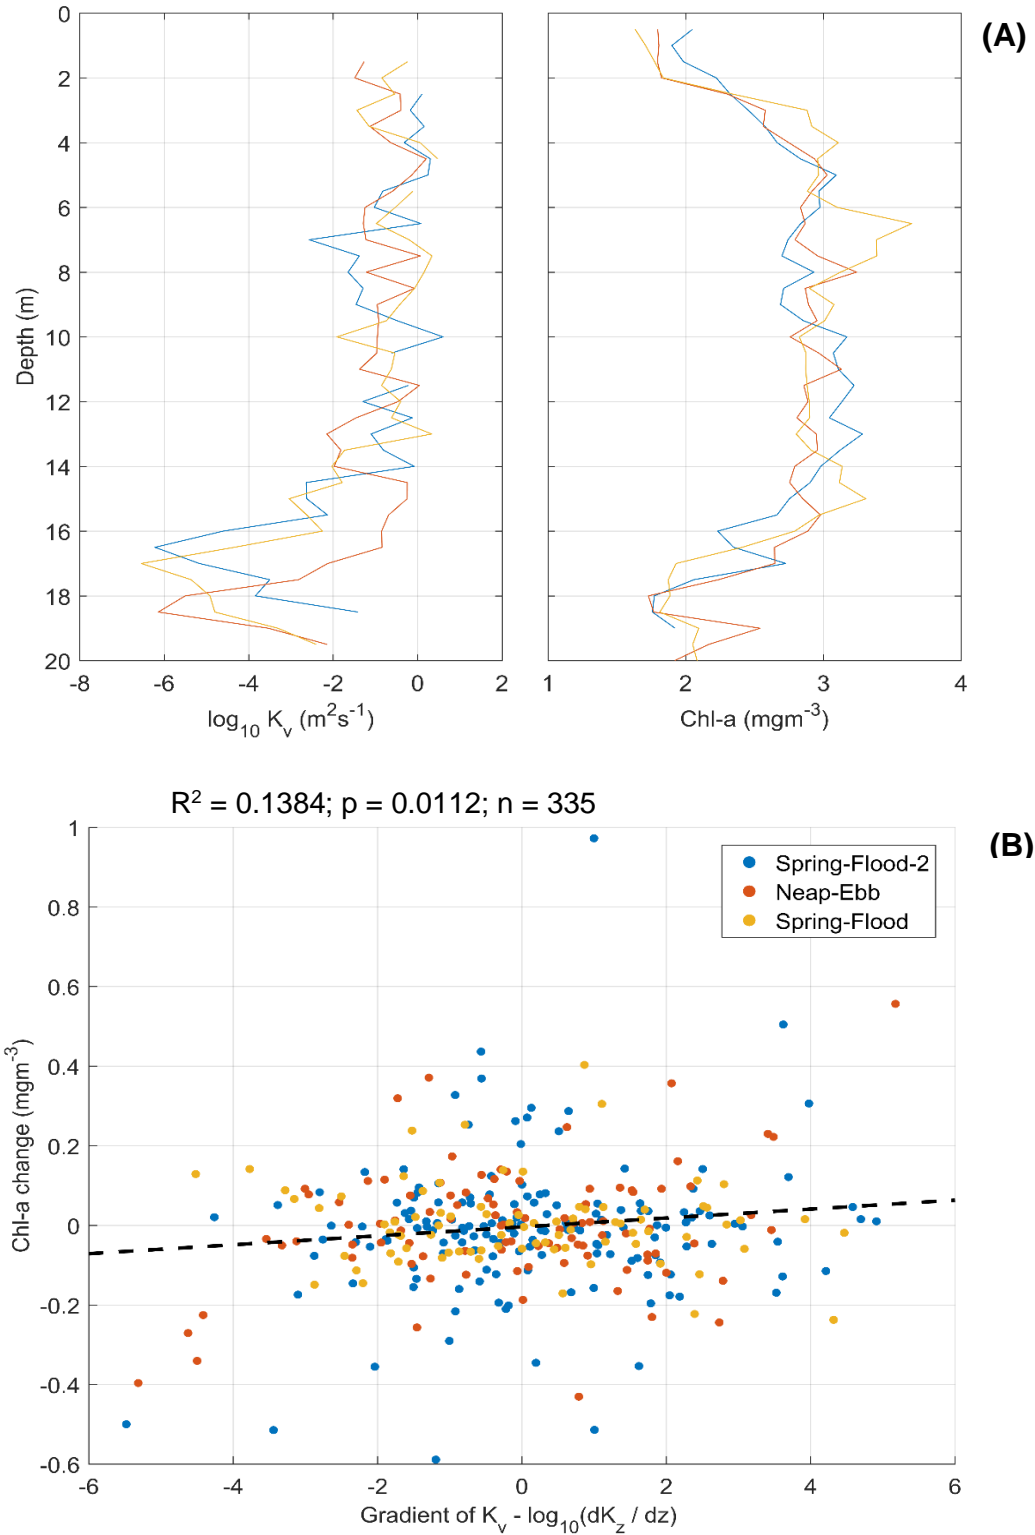 (A)
0
2
4
6
8
10
12
14
16
18
20
Depth (m)
-8 -6 -4 -2 0 2
log10 Kv (m2s-1)
1 2 3 4
Chl-a (mgm-3)
R2 = 0.1384; p = 0.0112; n = 335
(B)
Spring-Flood-2
Neap-Ebb
Spring-Flood
1
0.8
0.6
0.4
0.2
0
-0.2
-0.4
-0.6
Chl-a change (mgm-3)
-6 -4 -2 0 2 4 6
Gradient of Kv - log10(dKz / dz)